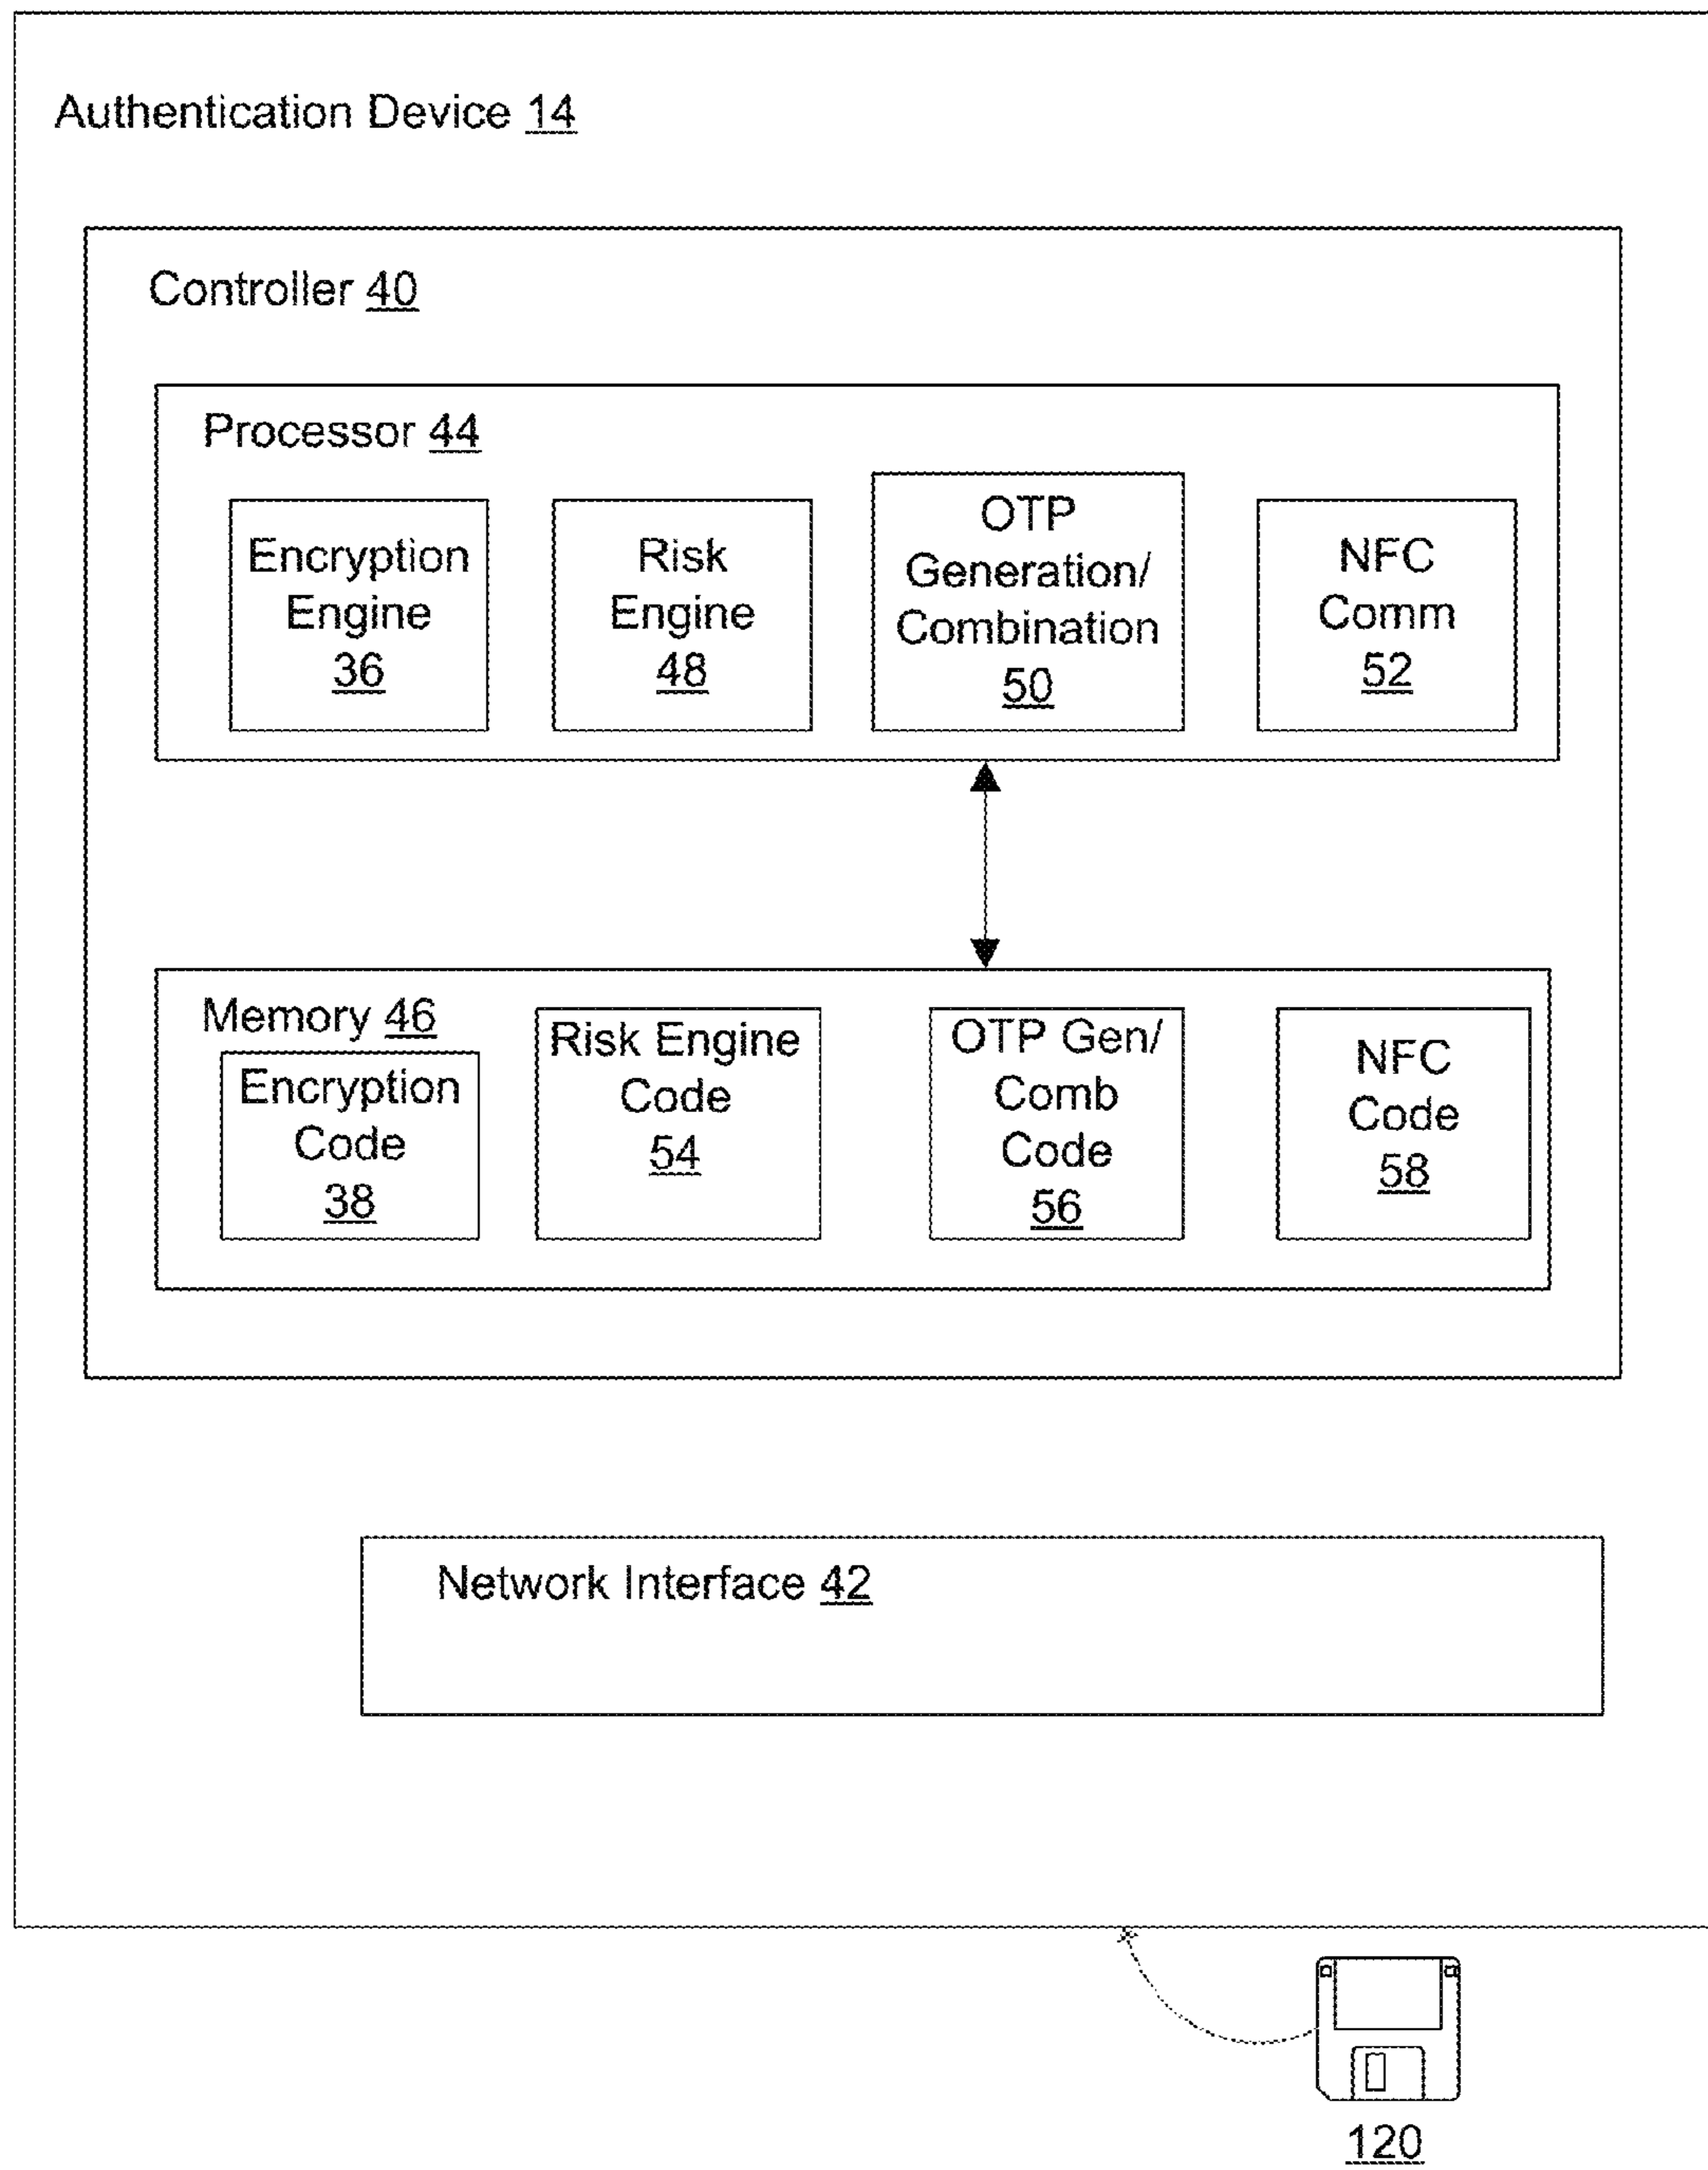 Authentication Device 14
Controller 40
Processor 44
Encryption
Engine
36
Risk
Engine
48
OTP
Generation/
Combination
50
NFC
Comm
52
Memory 46
Encryption
Code
38
Risk Engine
Code
54
OTP Gen/
Comb
Code
56
NFC
Code
58
Network Interface 42
120